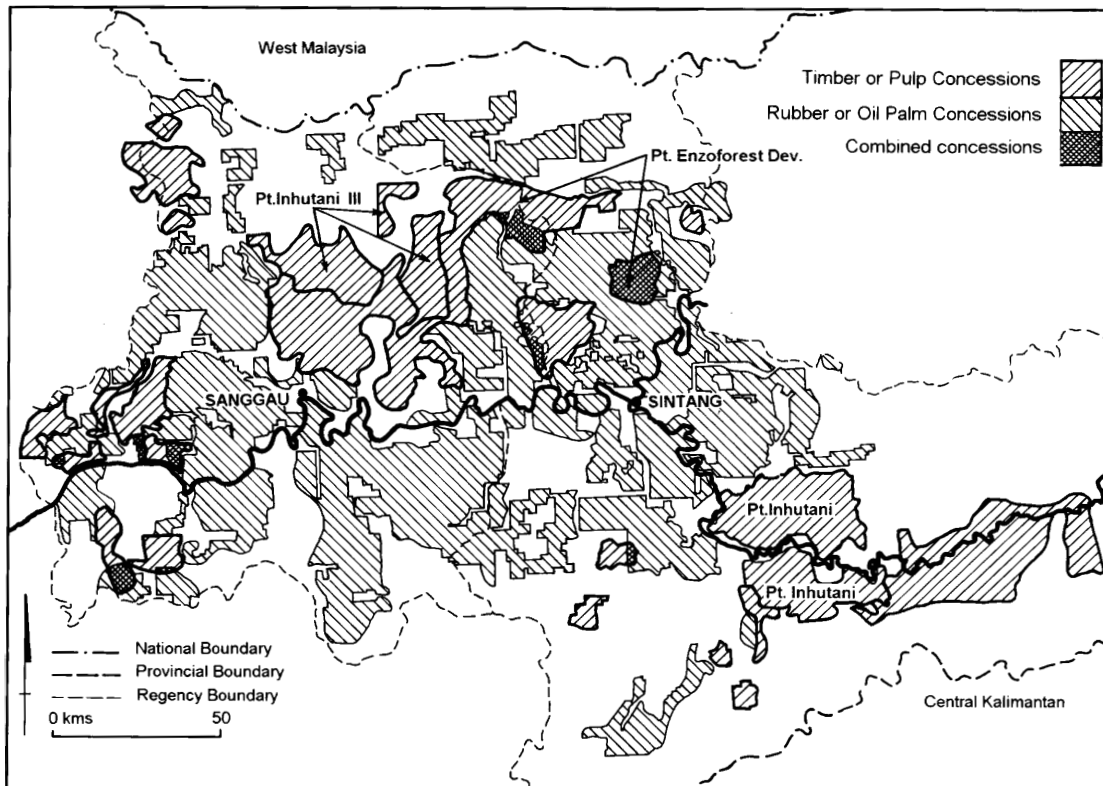 West Malaysia
Timber or Pulp Concessions
Rubber or Oil Palm Concessions
Combined concessions
Pt. Enzoforest Dev.
Pt.Inhutani III
SANGGAU
SINTANG
Pt.Inhutani
Pt. Inhutani
National Boundary
Provincial Boundary
Regency Boundary
0 kms 50
Central Kalimantan